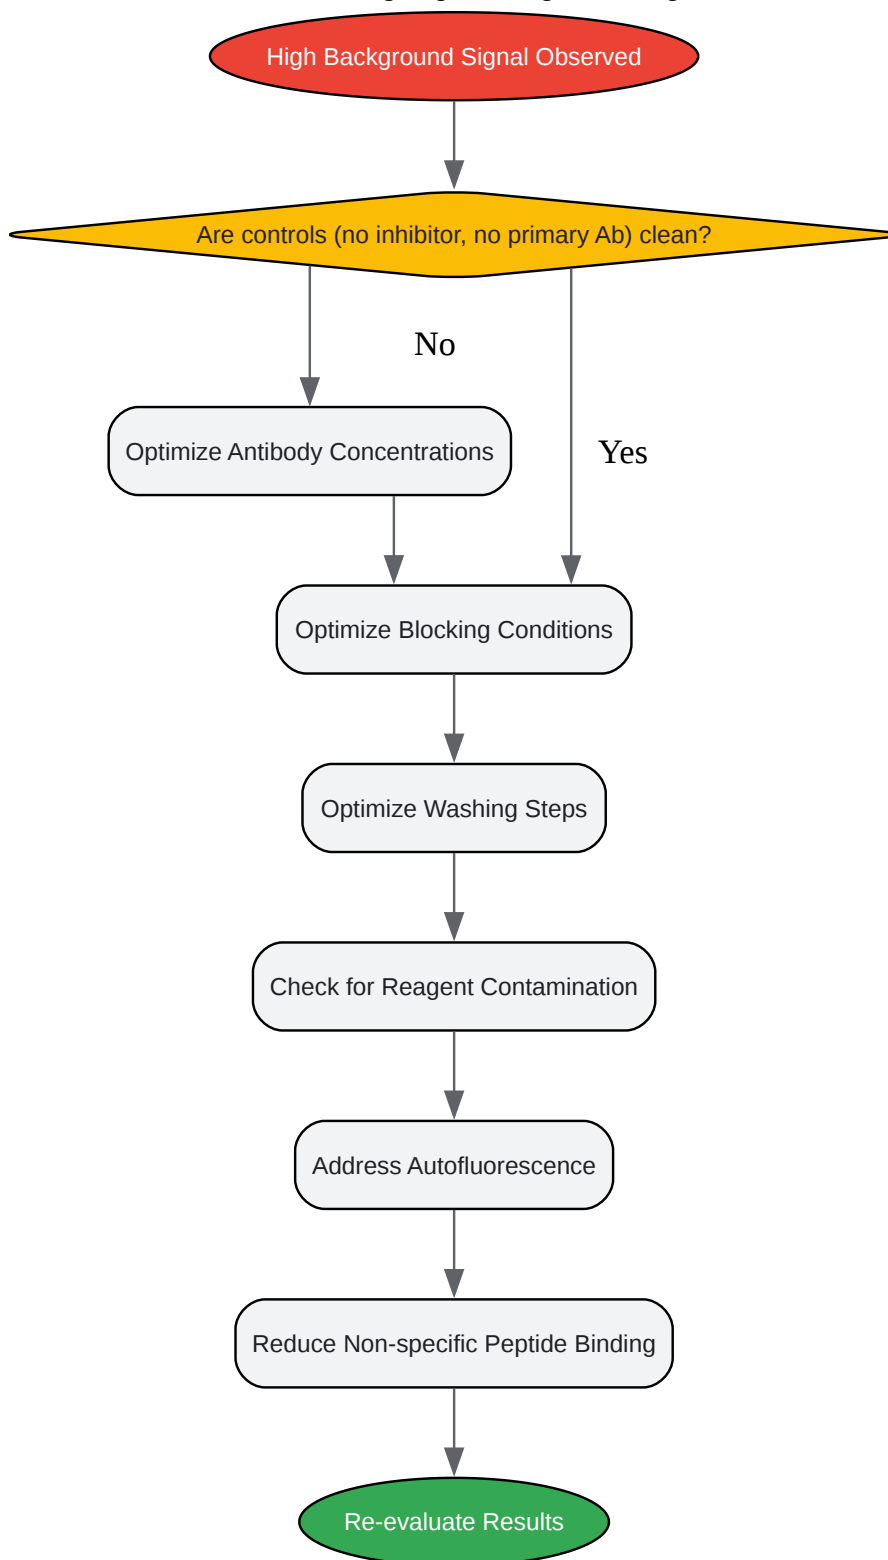 High Background Signal Observed
Are controls (no inhibitor, no primary Ab) clean?
No
Optimize Antibody Concentrations
Yes
Optimize Blocking Conditions
Optimize Washing Steps
Check for Reagent Contamination
Address Autofluorescence
Reduce Non-specific Peptide Binding
Re-evaluate Results